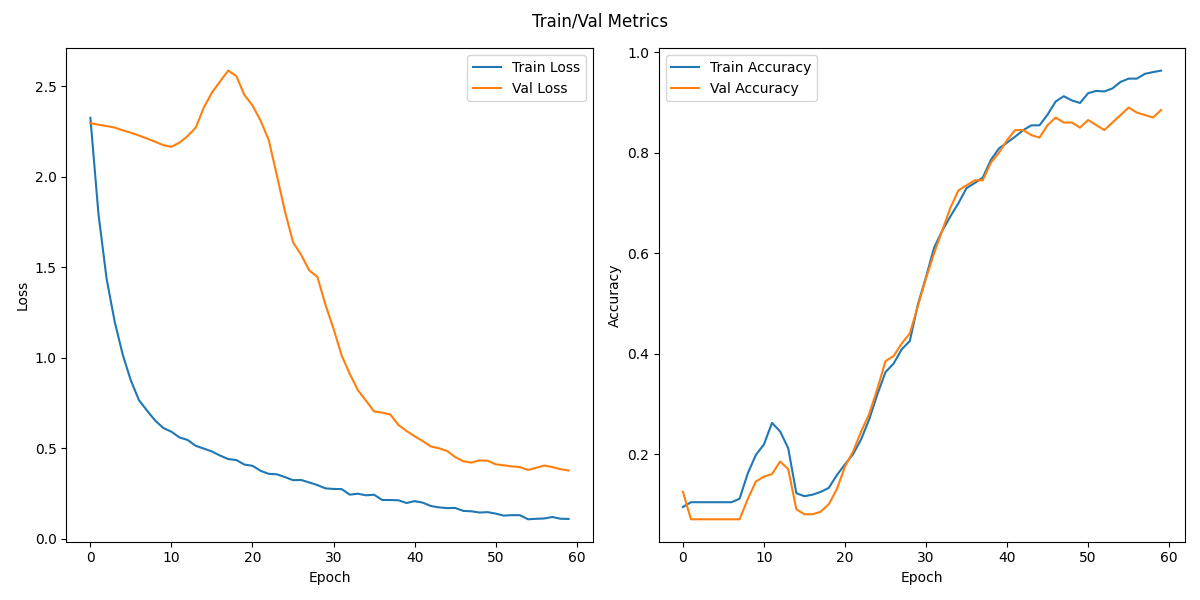 Train/Val Metrics
Train Loss
Val Loss
2.5
2.0
1.5
1.0
0.5
0.0
Loss
0 10 20 30 40 50 60
Epoch
Train Accuracy
Val Accuracy
1.0
0.8
0.6
0.4
0.2
Accuracy
0 10 20 30 40 50 60
Epoch